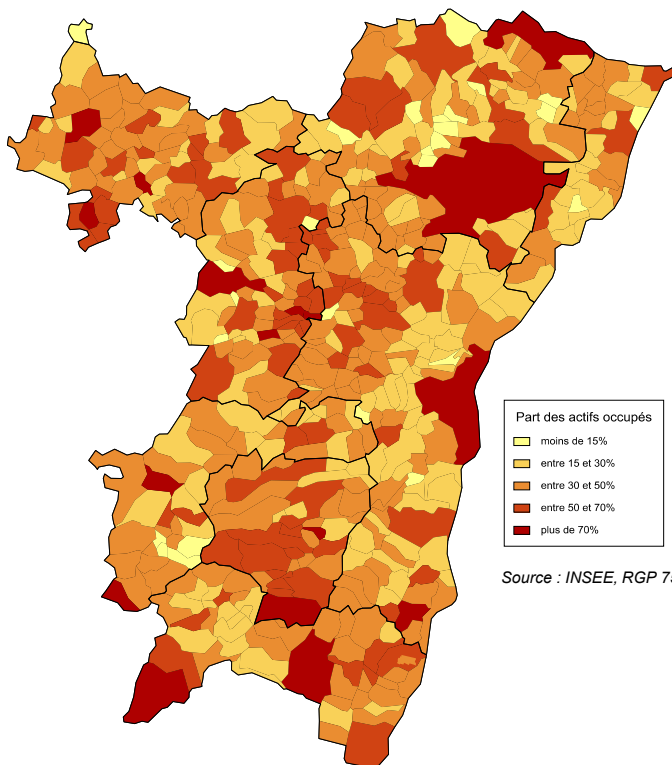 Part des actifs occupés
moins de 15%
entre 15 et 30%
entre 30 et 50%
entre 50 et 70%
plus de 70%
Source : INSEE, RGP